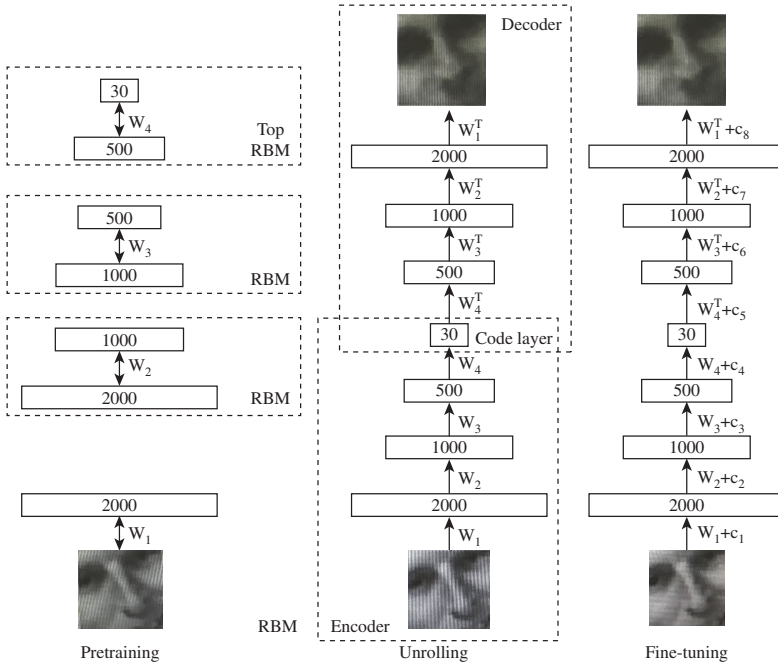 30
W₄
500
Top
RBM
500
W₃
1000
RBM
1000
W₂
2000
RBM
2000
W₁
RBM
Pretraining
Decoder
W₁ᵀ
2000
W₂ᵀ
1000
W₃ᵀ
500
W₄ᵀ
30
Code layer
W₄
500
W₃
1000
W₂
2000
W₁
Encoder
Unrolling
W₁ᵀ+c₈
2000
W₂ᵀ+c₇
1000
W₃ᵀ+c₆
500
W₄ᵀ+c₅
30
W₄+c₄
500
W₃+c₃
1000
W₂+c₂
2000
W₁+c₁
Fine-tuning